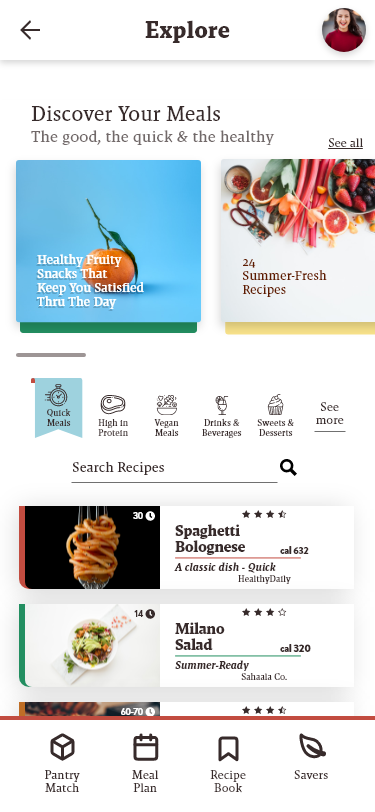 Explore
Discover Your Meals
The good, the quick & the healthy
See all
Healthy Fruity
Snacks That
Keep You Satisfied
Thru The Day
24
Summer-Fresh
Recipes
Quick
Meals
High in
Protein
Vegan
Meals
Drinks &
Beverages
Sweets &
Desserts
See
more
Search Recipes
30
Spaghetti
Bolognese
cal 632
A classic dish - Quick
HealthyDaily
14
Milano
Salad
cal 320
Summer-Ready
Sahaaia Co.
60-70
Pantry
Match
Meal
Plan
Recipe
Book
Savers